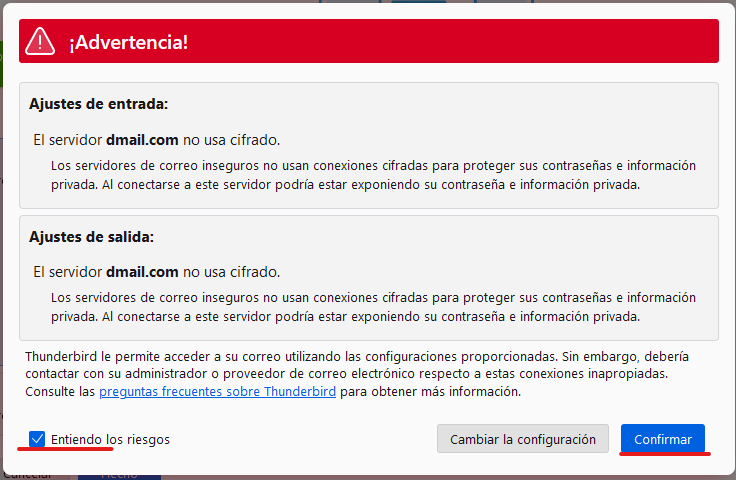 ¡Advertencia!
Ajustes de entrada:
El servidor dmail.com no usa cifrado.
Los servidores de correo inseguros no usan conexiones cifradas para proteger sus contraseñas e información
privada. Al conectarse a este servidor podría estar exponiendo su contraseña e información privada.
Ajustes de salida:
El servidor dmail.com no usa cifrado.
Los servidores de correo inseguros no usan conexiones cifradas para proteger sus contraseñas e información
privada. Al conectarse a este servidor podría estar exponiendo su contraseña e información privada.
Thunderbird le permite acceder a su correo utilizando las configuraciones proporcionadas. Sin embargo, debería
contactar con su administrador o proveedor de correo electrónico respecto a estas conexiones inapropiadas.
Consulte las preguntas frecuentes sobre Thunderbird para obtener más información.
Entiendo los riesgos
Cambiar la configuración
Confirmar
Cancelar
Hecho